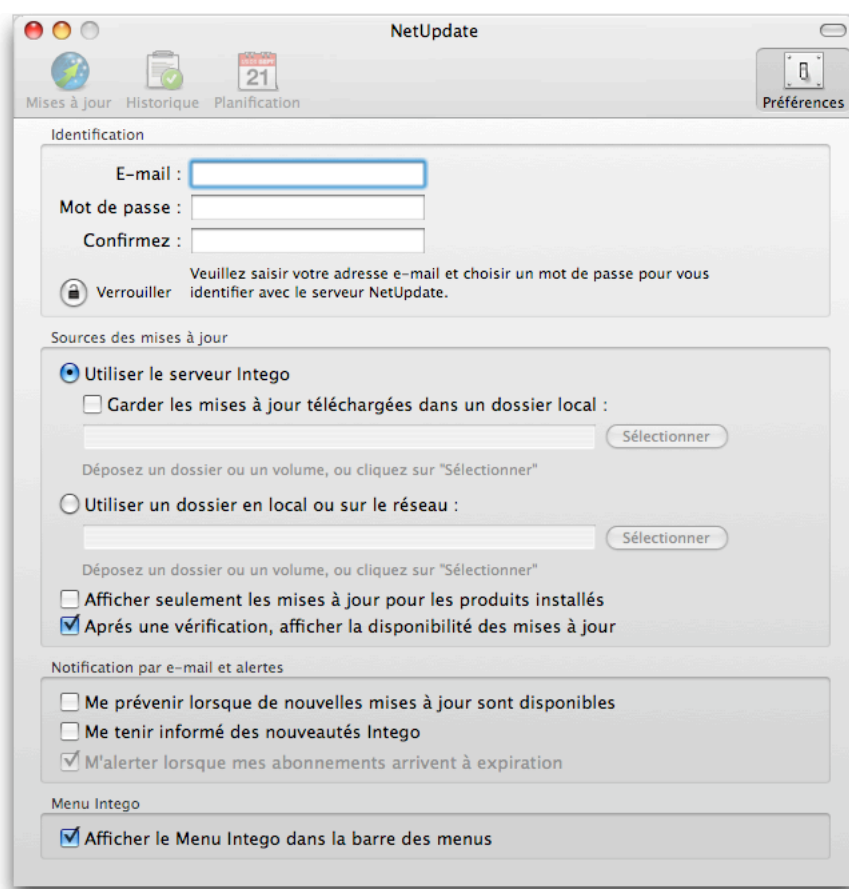 NetUpdate
Mises à jour Historique Planification Préférences
21
Identification
E-mail :
Mot de passe :
Confirmez :
Veuillez saisir votre adresse e-mail et choisir un mot de passe pour vous
Verrouiller identifier avec le serveur NetUpdate.
Sources des mises à jour
Utiliser le serveur Intego
Garder les mises à jour téléchargées dans un dossier local :
Sélectionner
Déposez un dossier ou un volume, ou cliquez sur "Sélectionner"
Utiliser un dossier en local ou sur le réseau :
Sélectionner
Déposez un dossier ou un volume, ou cliquez sur "Sélectionner"
Afficher seulement les mises à jour pour les produits installés
Aprés une vérification, afficher la disponibilité des mises à jour
Notification par e-mail et alertes
Me prévenir lorsque de nouvelles mises à jour sont disponibles
Me tenir informé des nouveautés Intego
M'alerter lorsque mes abonnements arrivent à expiration
Menu Intego
Afficher le Menu Intego dans la barre des menus